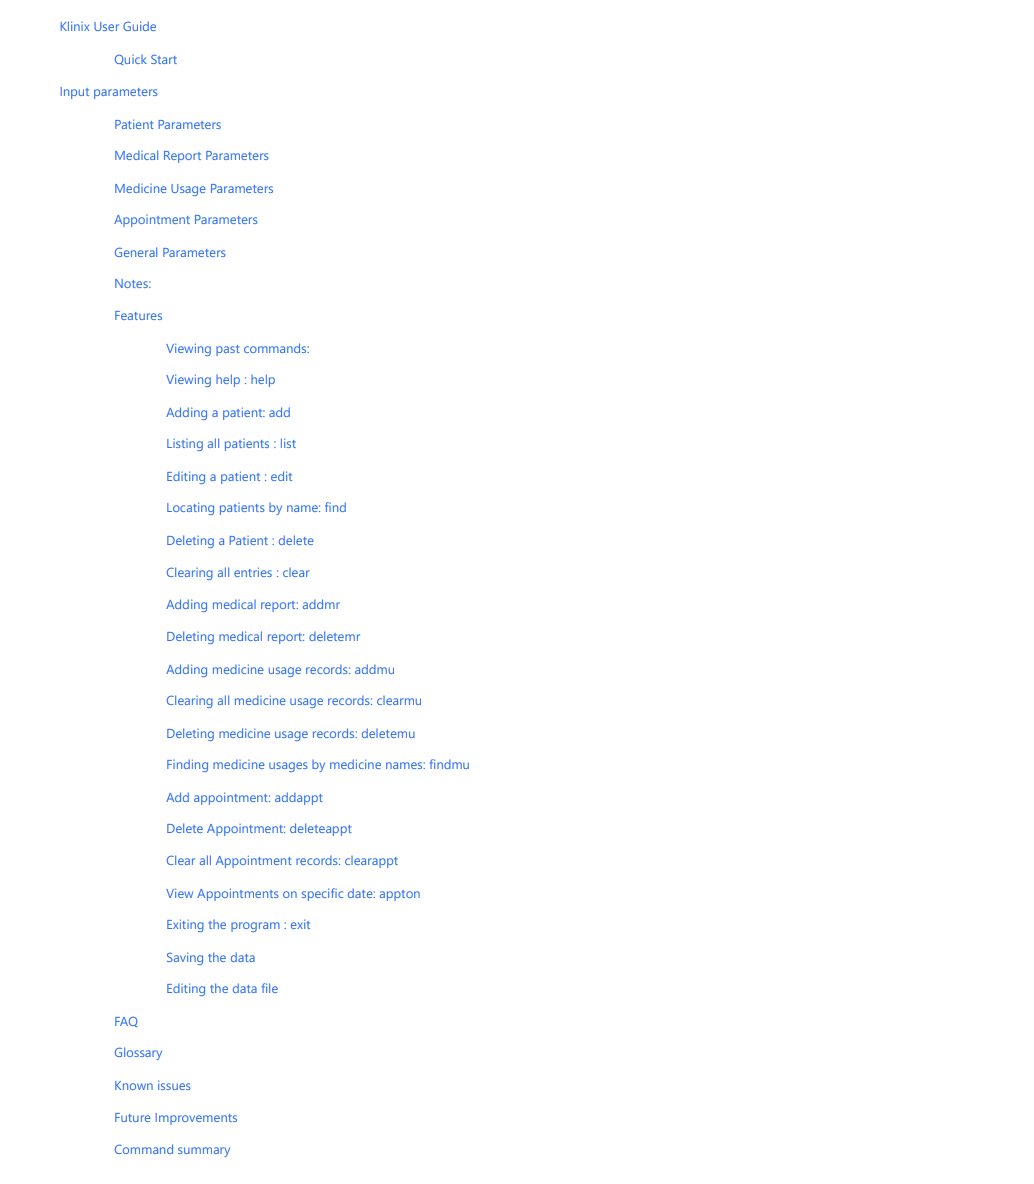 Klinix User Guide
Quick Start
Input parameters
Patient Parameters
Medical Report Parameters
Medicine Usage Parameters
Appointment Parameters
General Parameters
Notes:
Features
Viewing past commands:
Viewing help : help
Adding a patient: add
Listing all patients : list
Editing a patient : edit
Locating patients by name: find
Deleting a Patient : delete
Clearing all entries : clear
Adding medical report: addmr
Deleting medical report: deletemr
Adding medicine usage records: addmu
Clearing all medicine usage records: clearmu
Deleting medicine usage records: deletemu
Finding medicine usages by medicine names: findmu
Add appointment: addappt
Delete Appointment: deleteappt
Clear all Appointment records: clearappt
View Appointments on specific date: appton
Exiting the program : exit
Saving the data
Editing the data file
FAQ
Glossary
Known issues
Future Improvements
Command summary